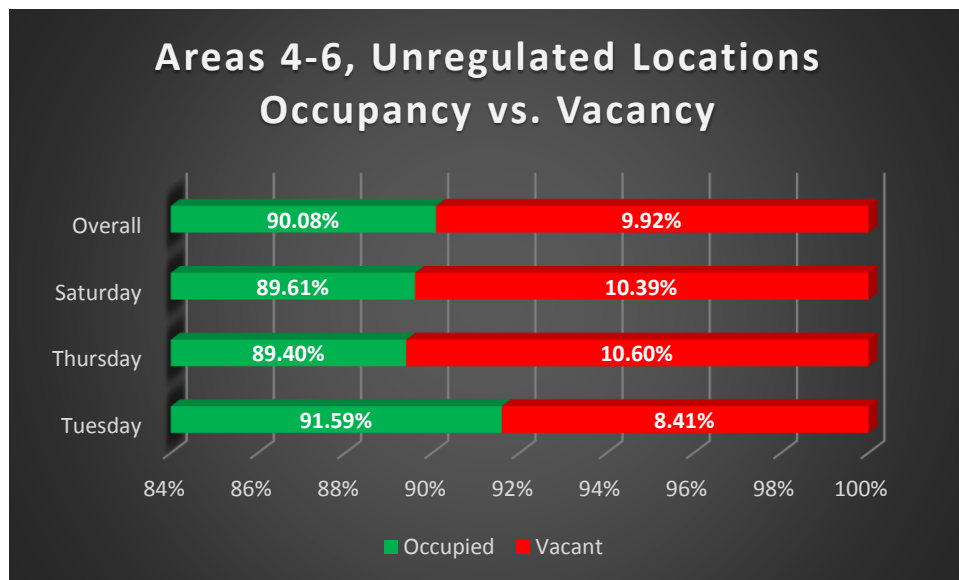 Areas 4-6, Unregulated Locations
Occupancy vs. Vacancy
Overall 90.08% 9.92%
Saturday 89.61% 10.39%
Thursday 89.40% 10.60%
Tuesday 91.59% 8.41%
84% 86% 88% 90% 92% 94% 96% 98% 100%
Occupied Vacant